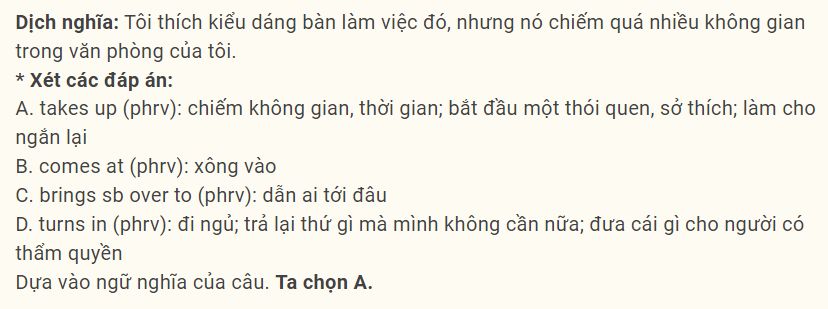 Dịch nghĩa: Tôi thích kiểu dáng bàn làm việc đó, nhưng nó chiếm quá nhiều không gian
trong văn phòng của tôi.
* Xét các đáp án:
A. takes up (phrv): chiếm không gian, thời gian; bắt đầu một thói quen, sở thích; làm cho
ngắn lại
B. comes at (phrv): xông vào
C. brings sb over to (phrv): dẫn ai tới đâu
D. turns in (phrv): đi ngủ; trả lại thứ gì mà mình không cần nữa; đưa cái gì cho người có
thẩm quyền
Dựa vào ngữ nghĩa của câu. Ta chọn A.